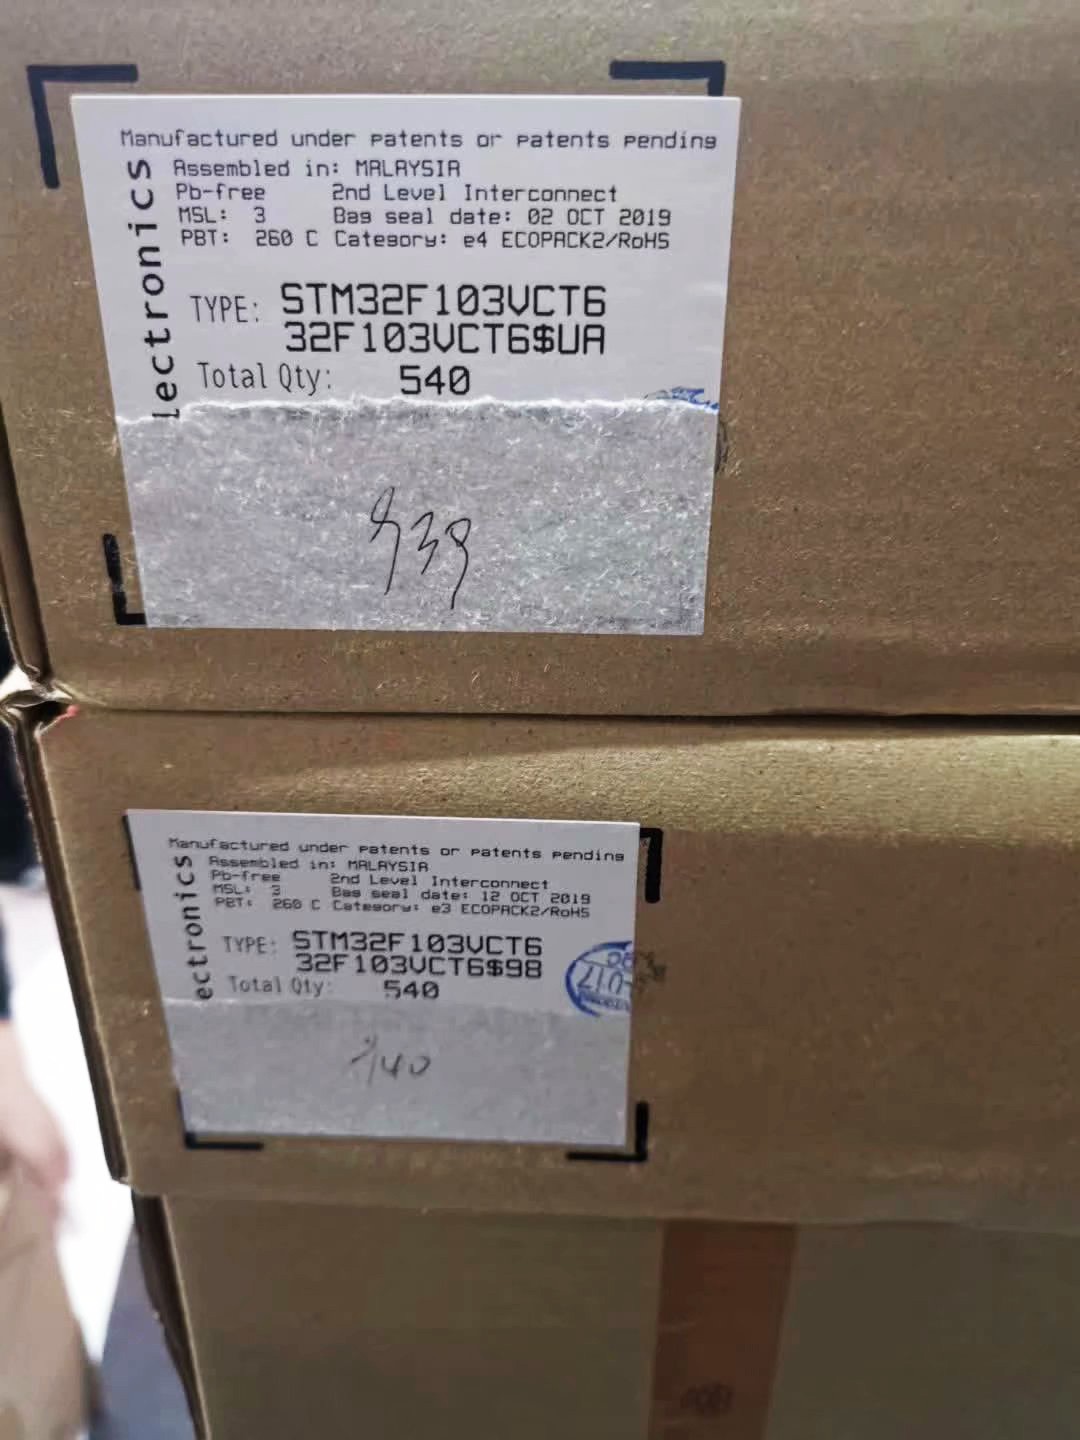 Manufactured under patents or patents pending
Assembled in: MALAYSIA
Pb-free 2nd Level Interconnect
MSL: 3 Bag seal date: 02 OCT 2019
PBT: 260 C Category: e4 ECOPACK2/RoHS
lectronics
TYPE: STM32F103VCT6
32F103VCT6$UA
Total Qty: 540
939
Manufactured under patents or patents pending
Assembled in: MALAYSIA
Pb-free 2nd Level Interconnect
MSL: 3 Bag seal date: 12 OCT 2019
PBT: 260 C Category: e3 ECOPACK2/RoHS
ectronics
TYPE: STM32F103VCT6
32F103VCT6$98
Total Qty: 540